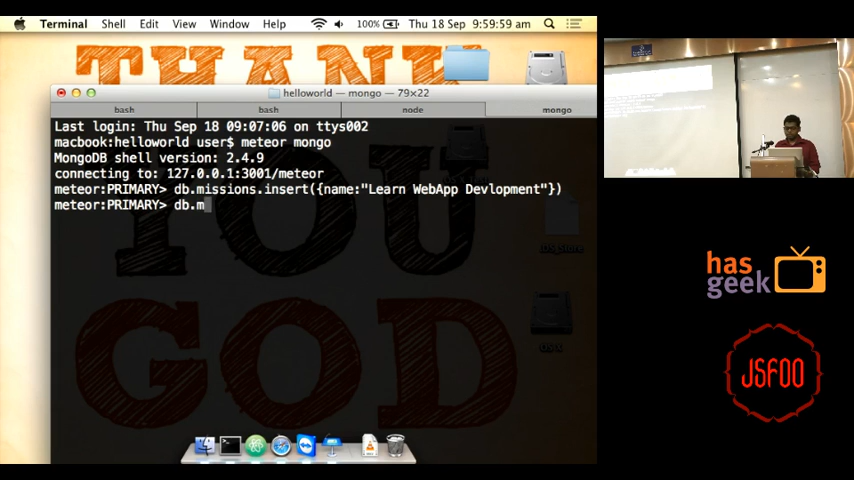 Terminal Shell Edit View Window Help 100% Thu 18 Sep 9:59:59 am
THANK
helloworld — mongo — 79×22
bash bash node mongo
Last login: Thu Sep 18 09:07:06 on ttys002
macbook:helloworld user$ meteor mongo
MongoDB shell version: 2.4.9
connecting to: 127.0.0.1:3001/meteor
meteor:PRIMARY> db.missions.insert({name:"Learn WebApp Devlopment"})
meteor:PRIMARY> db.m
YOU
GOD
has
geek
JSFOO